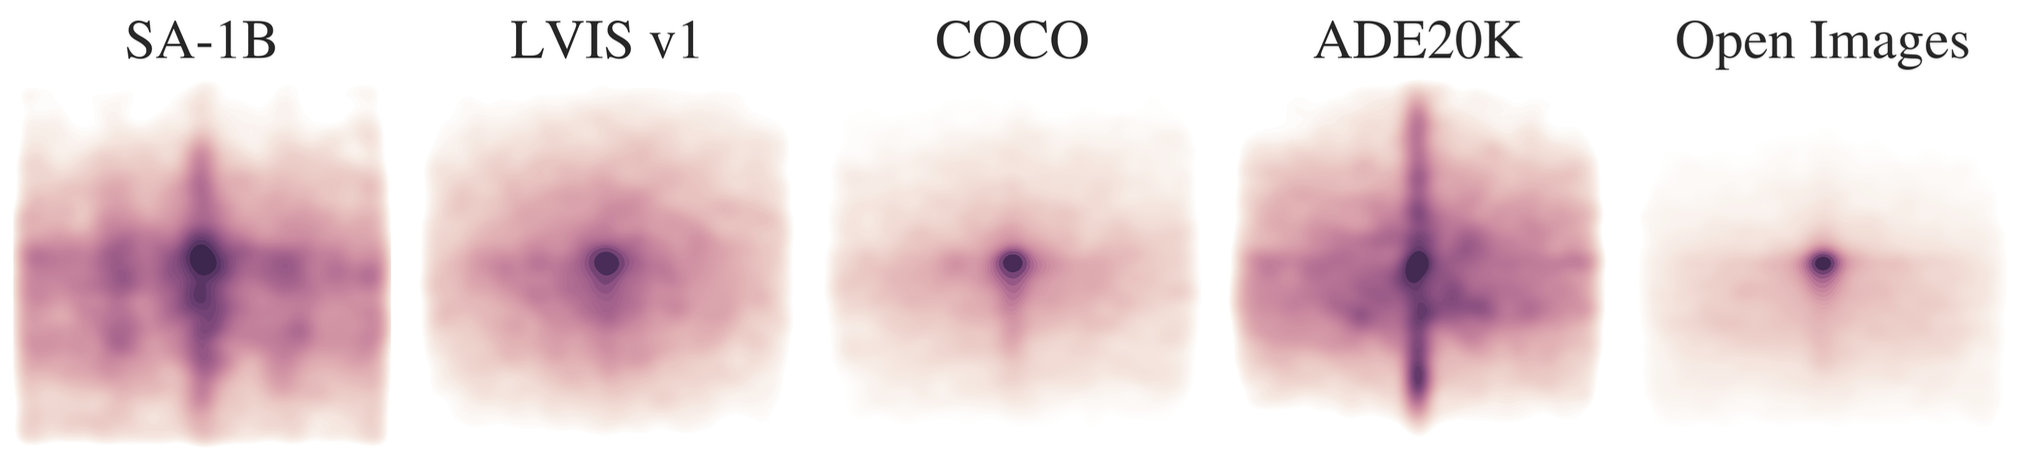 SA-1B LVIS v1 COCO ADE20K Open Images